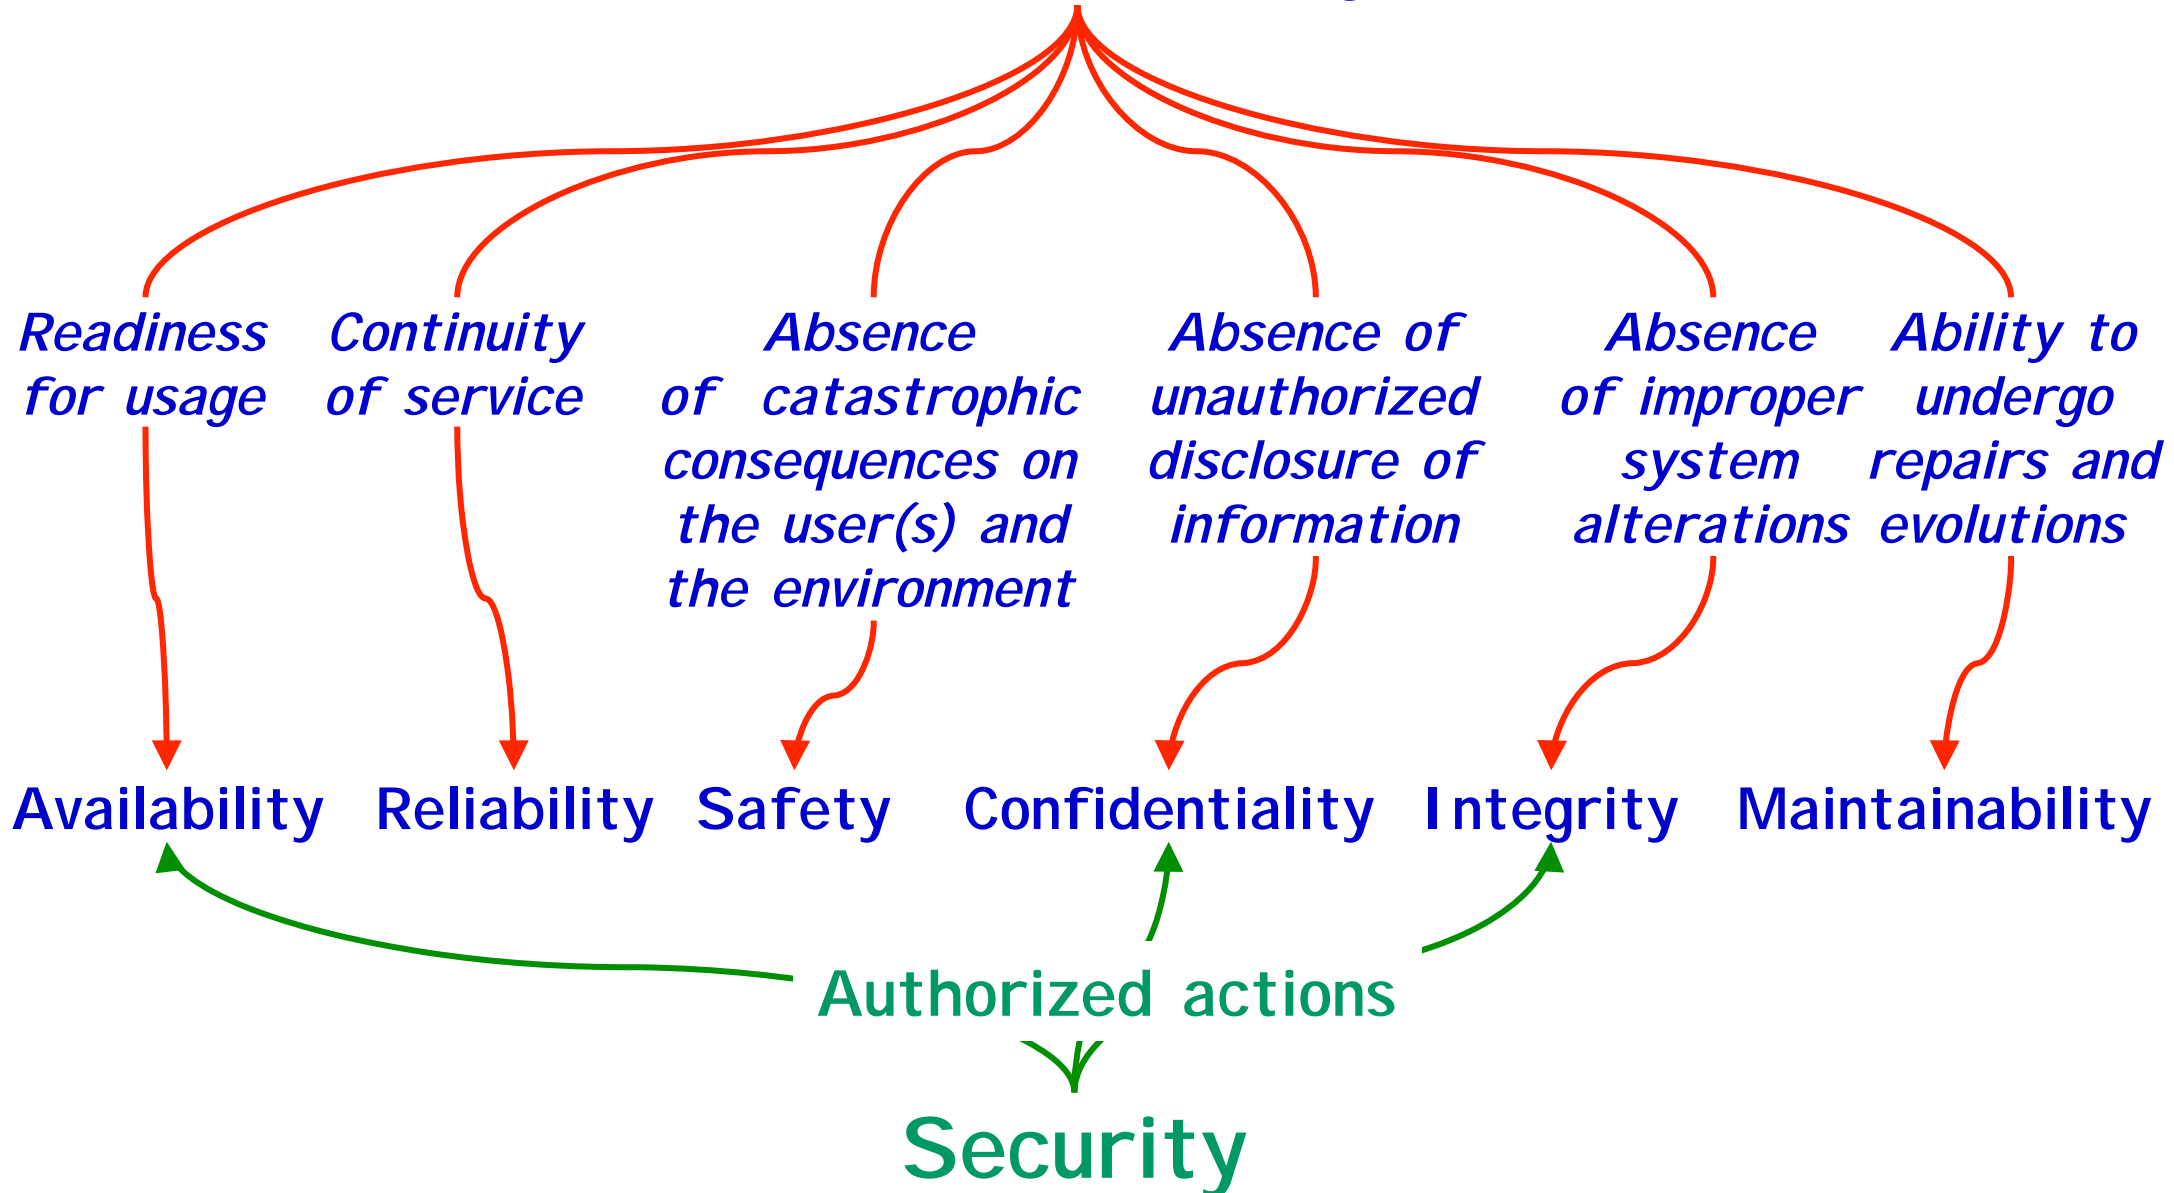 Readiness
for usage
Continuity
of service
Absence
of catastrophic
consequences on
the user(s) and
the environment
Absence of
unauthorized
disclosure of
information
Absence
of improper
system
alterations
Ability to
undergo
repairs and
evolutions
Availability
Reliability
Safety
Confidentiality
Integrity
Maintainability
Authorized actions
Security